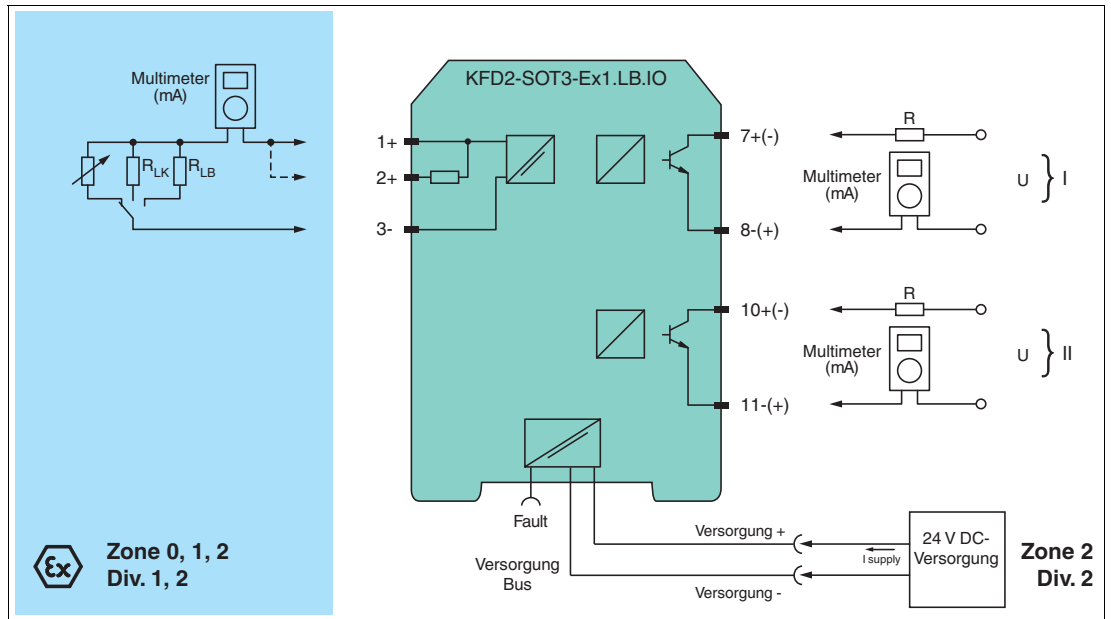 KFD2-SOT3-Ex1.LB.IO
Multimeter
(mA)
RLK
RLB
1+
2+
3-
7+(-)
8-(+)
10+(-)
11-(+)
R
Multimeter
(mA)
U
I
R
Multimeter
(mA)
U
II
Fault
Versorgung
Bus
Versorgung +
Versorgung -
I supply
24 V DC-
Versorgung
Ex
Zone 0, 1, 2
Div. 1, 2
Zone 2
Div. 2